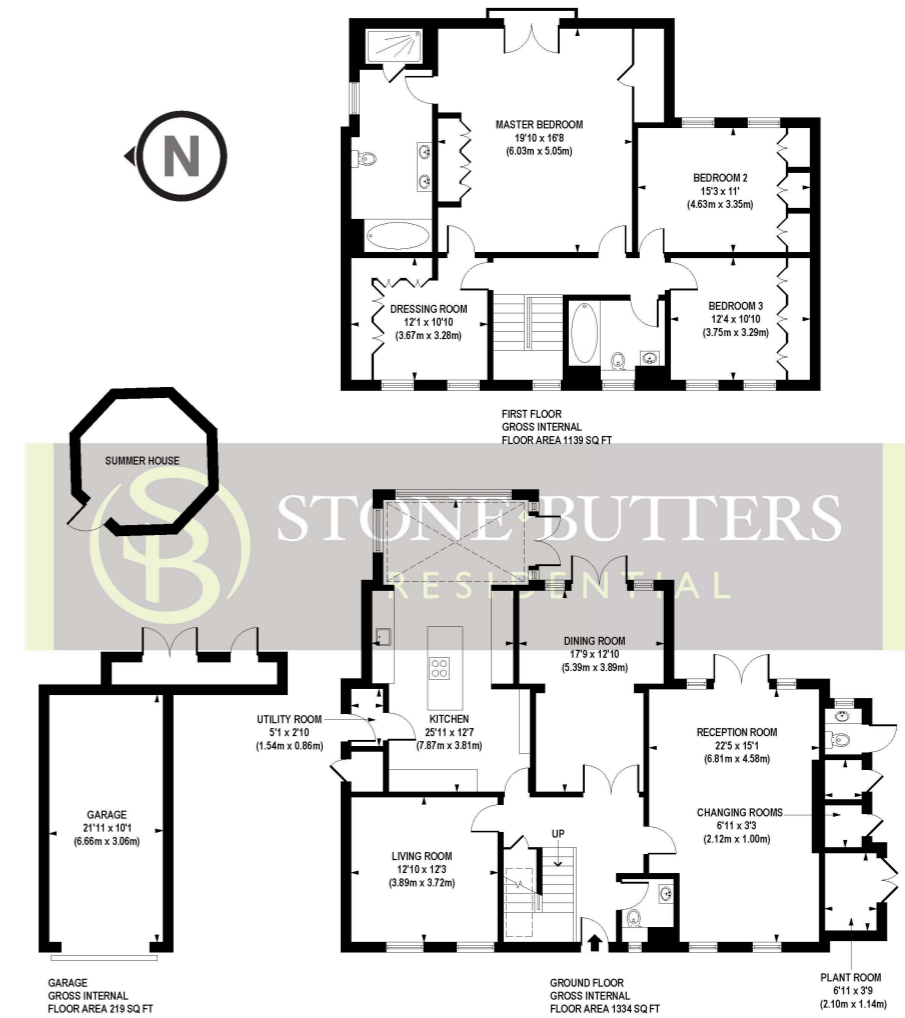 N
MASTER BEDROOM
19'10 x 16'8
(6.03m x 5.05m)
BEDROOM 2
15'3 x 11'
(4.63m x 3.35m)
DRESSING ROOM
12'1 x 10'10
(3.67m x 3.28m)
BEDROOM 3
12'4 x 10'10
(3.75m x 3.29m)
FIRST FLOOR
GROSS INTERNAL
FLOOR AREA 1139 SQ FT
SUMMER HOUSE
SB
STONE BUTTERS
RESIDENTIAL
DINING ROOM
17'9 x 12'10
(5.39m x 3.89m)
UTILITY ROOM
5'1 x 2'10
(1.54m x 0.86m)
KITCHEN
25'11 x 12'7
(7.87m x 3.81m)
RECEPTION ROOM
22'5 x 15'1
(6.81m x 4.58m)
CHANGING ROOMS
6'11 x 3'3
(2.12m x 1.00m)
GARAGE
21'11 x 10'1
(6.66m x 3.06m)
LIVING ROOM
12'10 x 12'3
(3.89m x 3.72m)
UP
PLANT ROOM
6'11 x 3'9
(2.10m x 1.14m)
GARAGE
GROSS INTERNAL
FLOOR AREA 219 SQ FT
GROUND FLOOR
GROSS INTERNAL
FLOOR AREA 1334 SQ FT